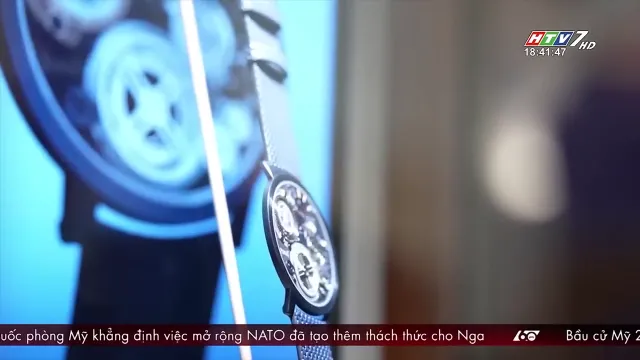 HTV7 HD
18:41:47
uốc phòng Mỹ khẳng định việc mở rộng NATO đã tạo thêm thách thức cho Nga 60 Bầu cử Mỹ 2